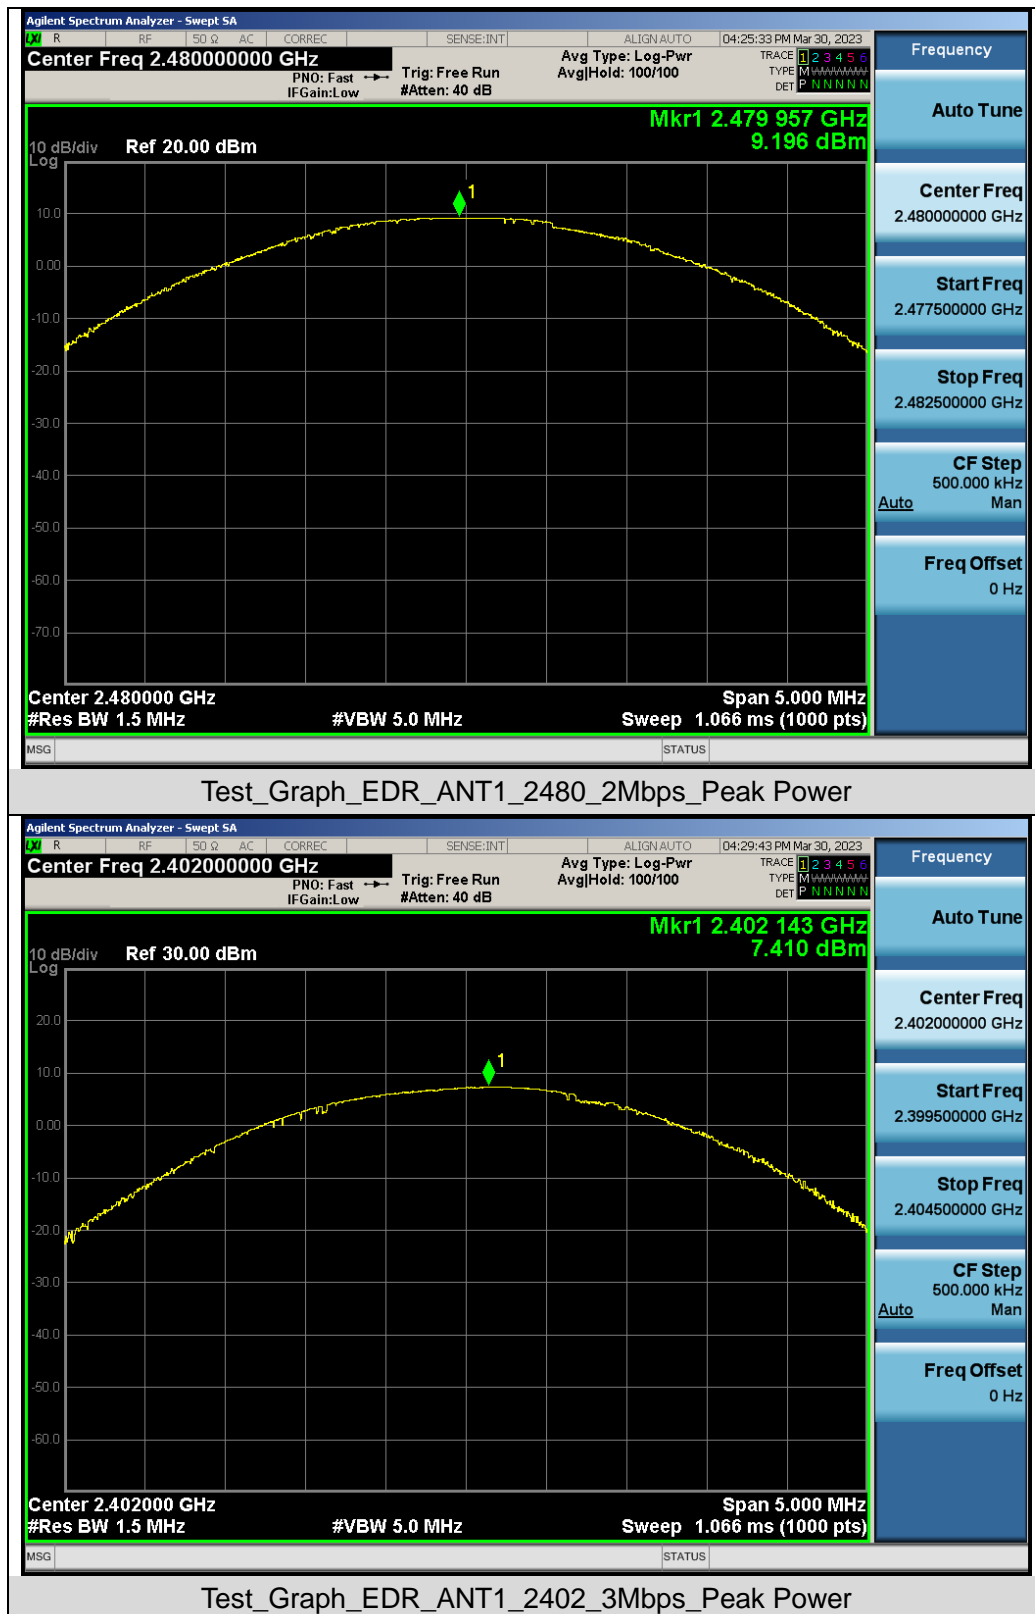 Agilent Spectrum Analyzer - Swept SA
LXI R RF 50 Ω AC CORREC SENSE:INT ALIGN AUTO 04:25:33 PM Mar 30, 2023
Center Freq 2.480000000 GHz
PNO: Fast
IFGain:Low
Trig: Free Run
#Atten: 40 dB
Avg Type: Log-Pwr
Avg|Hold: 100/100
TRACE 1 2 3 4 5 6
TYPE M WWWWW
DET P N N N N N
Mkr1 2.479 957 GHz
9.196 dBm
10 dB/div Ref 20.00 dBm
Log
1
10.0
0.00
-10.0
-20.0
-30.0
-40.0
-50.0
-60.0
-70.0
Center 2.480000 GHz Span 5.000 MHz
#Res BW 1.5 MHz #VBW 5.0 MHz Sweep 1.066 ms (1000 pts)
MSG STATUS
Frequency
Auto Tune
Center Freq
2.480000000 GHz
Start Freq
2.477500000 GHz
Stop Freq
2.482500000 GHz
CF Step
500.000 kHz
Auto Man
Freq Offset
0 Hz
Test_Graph_EDR_ANT1_2480_2Mbps_Peak Power
Agilent Spectrum Analyzer - Swept SA
LXI R RF 50 Ω AC CORREC SENSE:INT ALIGN AUTO 04:29:43 PM Mar 30, 2023
Center Freq 2.402000000 GHz
PNO: Fast
IFGain:Low
Trig: Free Run
#Atten: 40 dB
Avg Type: Log-Pwr
Avg|Hold: 100/100
TRACE 1 2 3 4 5 6
TYPE M WWWWW
DET P N N N N N
Mkr1 2.402 143 GHz
7.410 dBm
10 dB/div Ref 30.00 dBm
Log
1
20.0
10.0
0.00
-10.0
-20.0
-30.0
-40.0
-50.0
-60.0
Center 2.402000 GHz Span 5.000 MHz
#Res BW 1.5 MHz #VBW 5.0 MHz Sweep 1.066 ms (1000 pts)
MSG STATUS
Frequency
Auto Tune
Center Freq
2.402000000 GHz
Start Freq
2.399500000 GHz
Stop Freq
2.404500000 GHz
CF Step
500.000 kHz
Auto Man
Freq Offset
0 Hz
Test_Graph_EDR_ANT1_2402_3Mbps_Peak Power